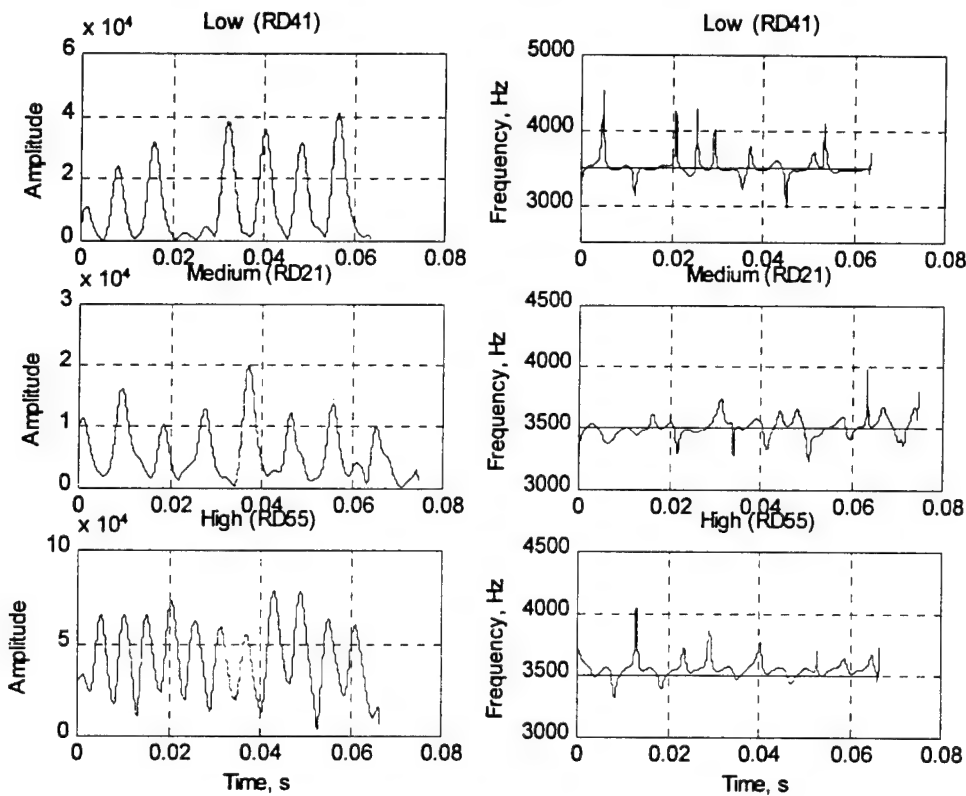 x 10⁴ Low (RD41)
6
4
2
0
Amplitude
0 0.02 0.04 0.06 0.08
Low (RD41)
5000
4000
3000
Frequency, Hz
0 0.02 0.04 0.06 0.08
x 10⁴ Medium (RD21)
3
2
1
0
Amplitude
0 0.02 0.04 0.06 0.08
Medium (RD21)
4500
4000
3500
3000
Frequency, Hz
0 0.02 0.04 0.06 0.08
x 10⁴ High (RD55)
10
5
0
Amplitude
0 0.02 0.04 0.06 0.08
Time, s
High (RD55)
4500
4000
3500
3000
Frequency, Hz
0 0.02 0.04 0.06 0.08
Time, s